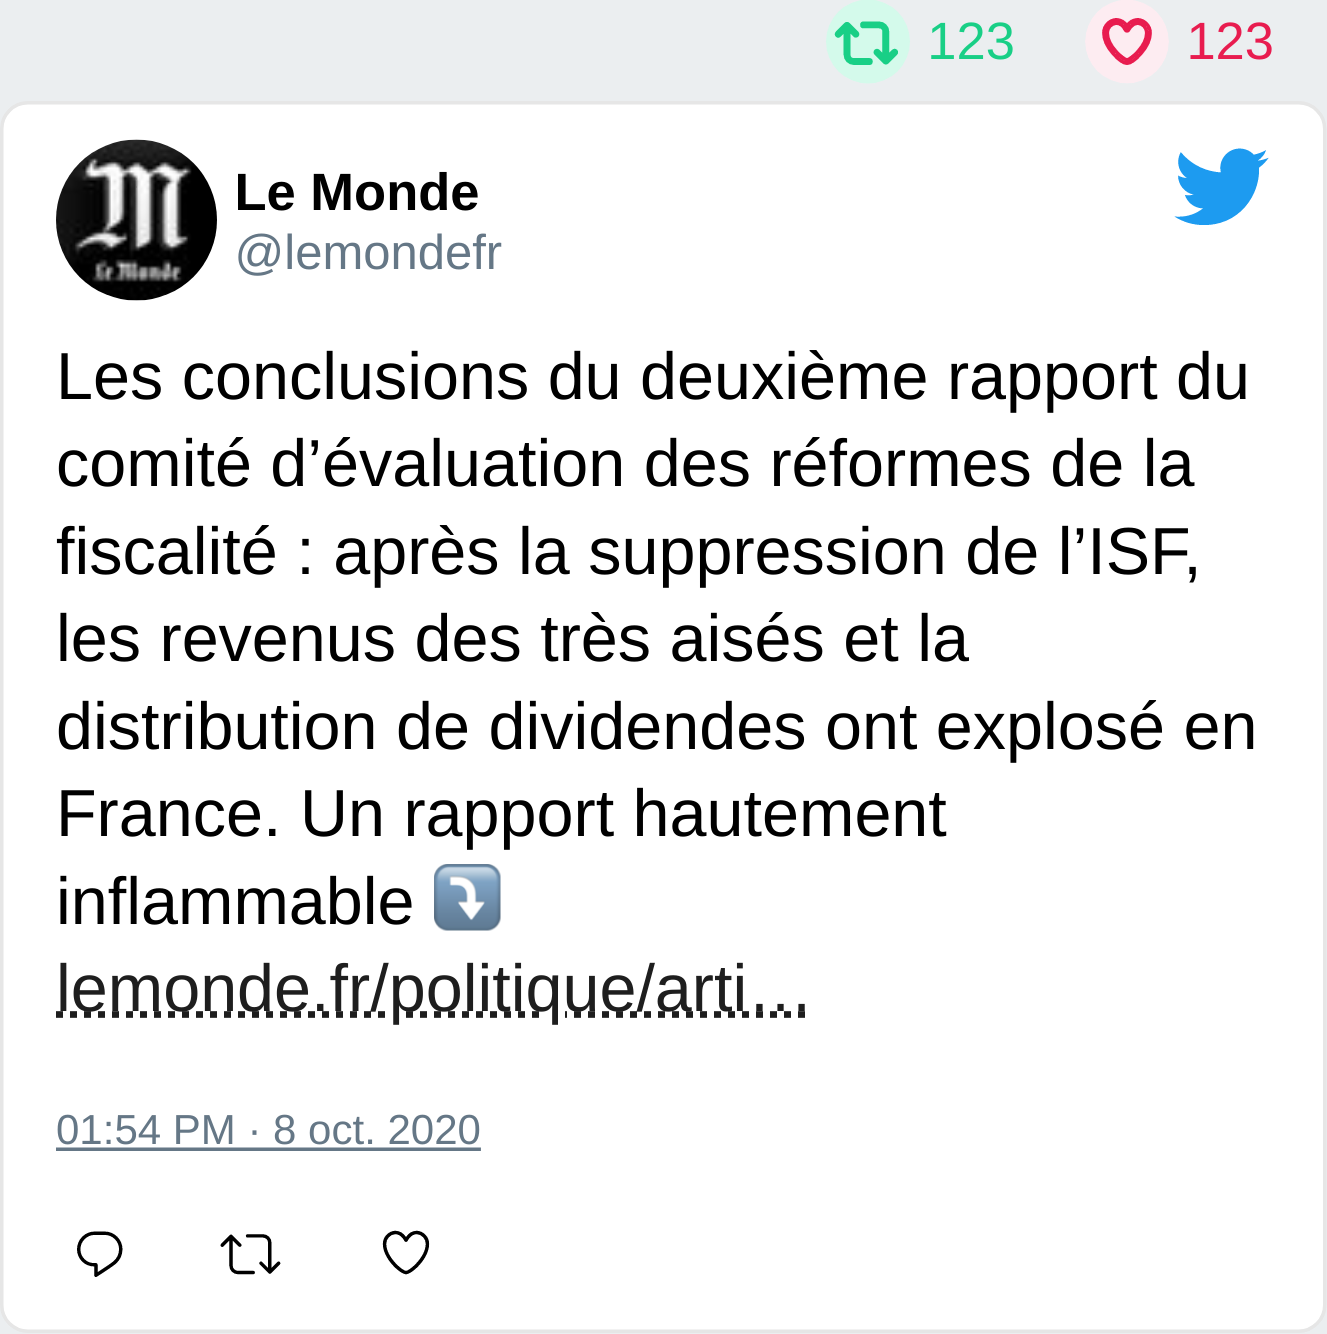 123 123
Le Monde
Le Monde
@lemondefr
Les conclusions du deuxième rapport du
comité d’évaluation des réformes de la
fiscalité : après la suppression de l’ISF,
les revenus des très aisés et la
distribution de dividendes ont explosé en
France. Un rapport hautement
inflammable ⤵️
lemonde.fr/politique/arti…
01:54 PM · 8 oct. 2020